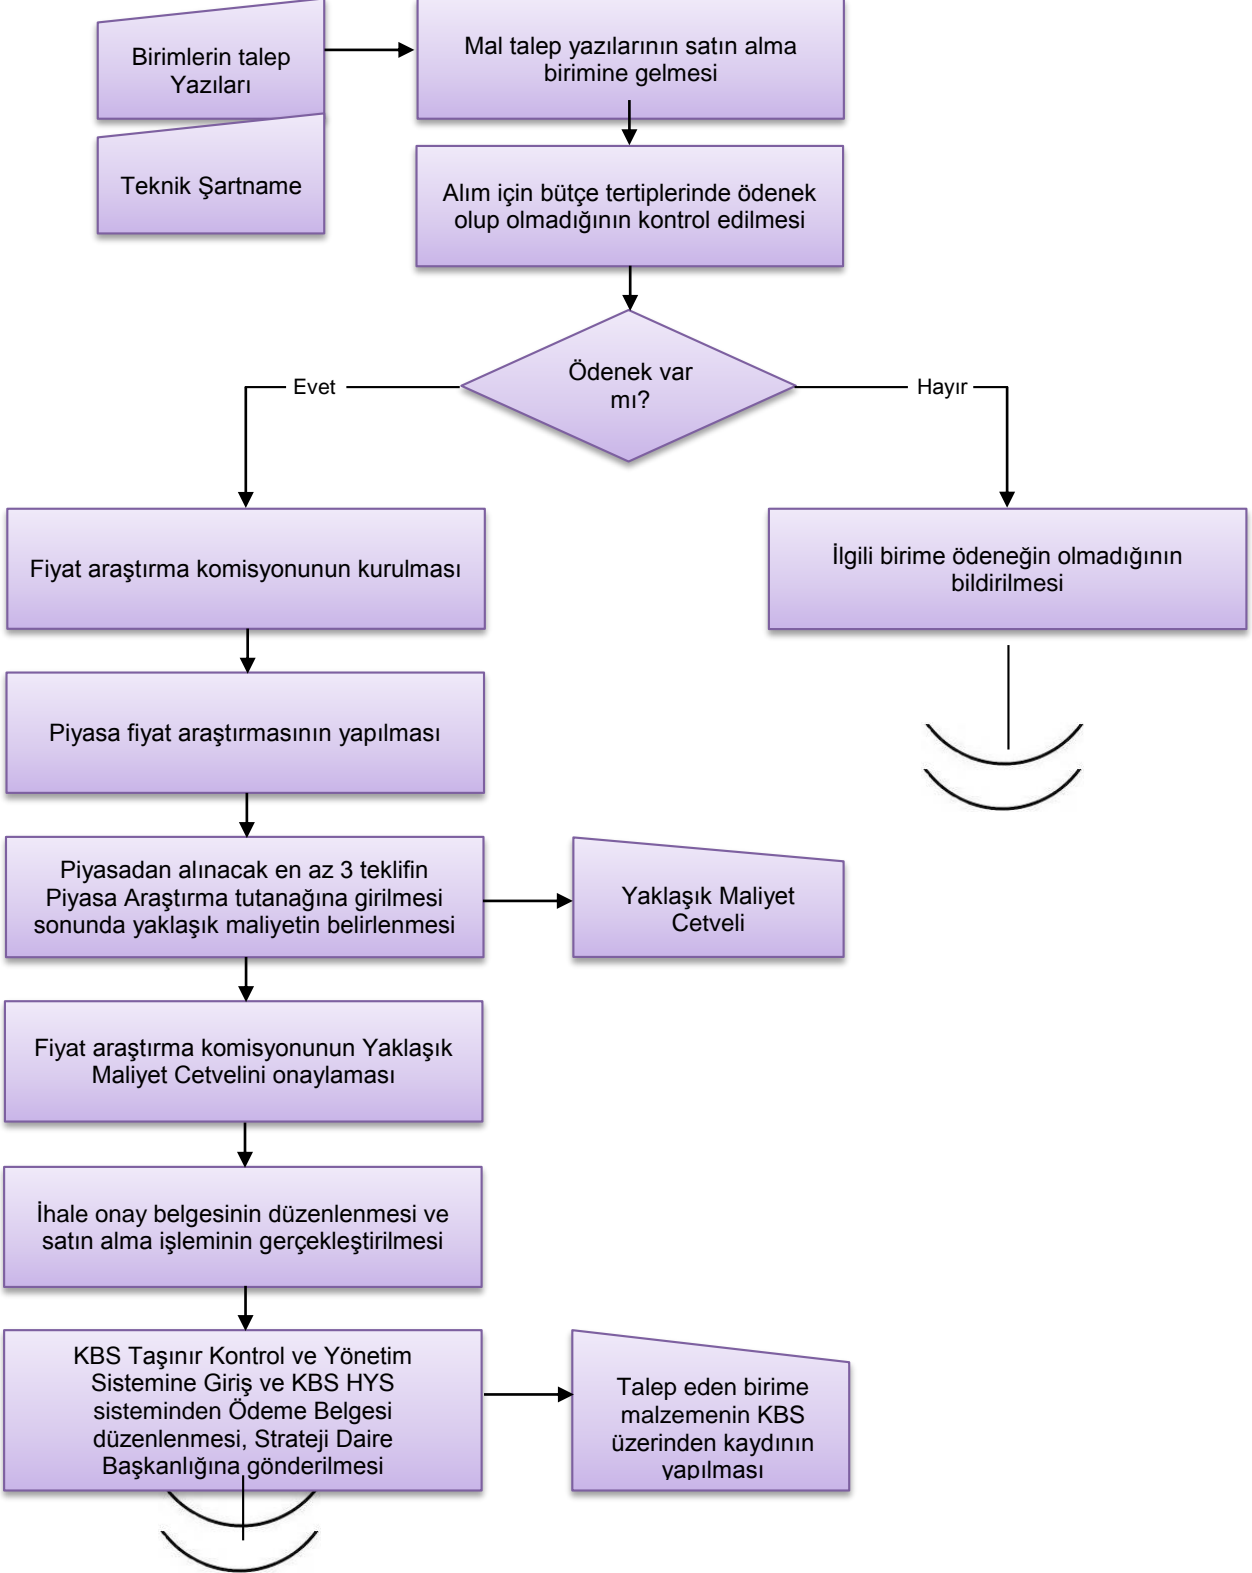 Birimlerin talep
Yazıları
Mal talep yazılarının satın alma
birimine gelmesi
Teknik Şartname
Alım için bütçe tertiplerinde ödenek
olup olmadığının kontrol edilmesi
Ödenek var
mı?
Evet
Hayır
Fiyat araştırma komisyonunun kurulması
İlgili birime ödeneğin olmadığının
bildirilmesi
Piyasa fiyat araştırmasının yapılması
Piyasadan alınacak en az 3 teklifin
Piyasa Araştırma tutanağına girilmesi
sonunda yaklaşık maliyetin belirlenmesi
Yaklaşık Maliyet
Cetveli
Fiyat araştırma komisyonunun Yaklaşık
Maliyet Cetvelini onaylaması
İhale onay belgesinin düzenlenmesi ve
satın alma işleminin gerçekleştirilmesi
KBS Taşınır Kontrol ve Yönetim
Sistemine Giriş ve KBS HYS
sisteminden Ödeme Belgesi
düzenlenmesi, Strateji Daire
Başkanlığına gönderilmesi
Talep eden birime
malzemenin KBS
üzerinden kaydının
yapılması